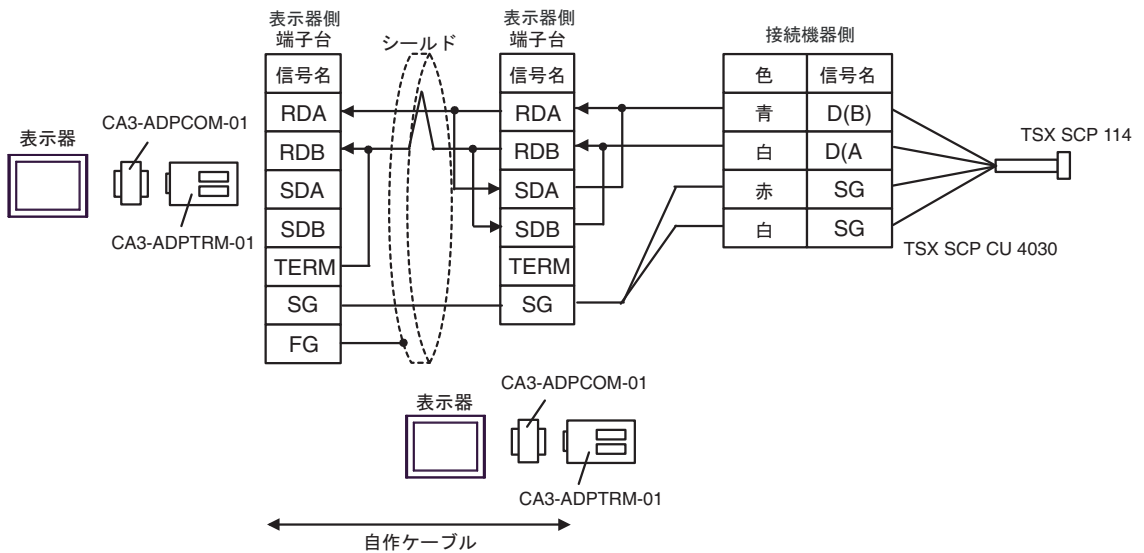 表示器側
端子台
シールド
表示器側
端子台
接続機器側
信号名
信号名
色
信号名
RDA
RDA
青
D(B)
RDB
RDB
白
D(A
SDA
SDA
赤
SG
SDB
SDB
白
SG
TERM
TERM
SG
SG
FG
表示器
CA3-ADPCOM-01
CA3-ADPTRM-01
TSX SCP 114
TSX SCP CU 4030
表示器
CA3-ADPCOM-01
CA3-ADPTRM-01
自作ケーブル